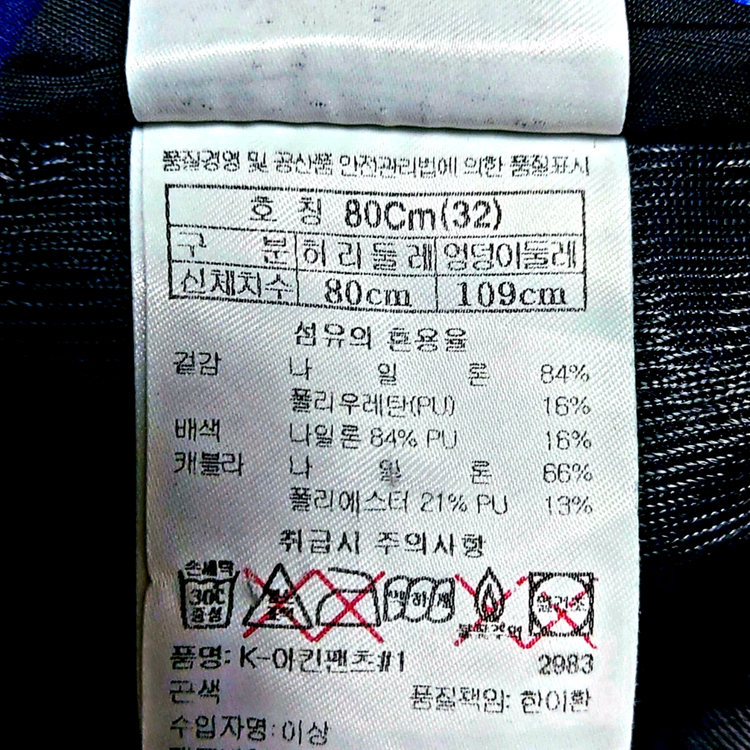 품질경영 및 공산품 안전관리법에 의한 품질표시
호 칭 80Cm(32)
구 분 허 리 둘 레 엉덩이둘레
신체치수 80cm 109cm
섬유의 혼용율
겉감 나 일 론 84%
폴리우레탄(PU) 16%
배색 나일론 84% PU 16%
캐블라 나 일 론 66%
폴리에스터 21% PU 13%
취급시 주의사항
손세탁
30℃
중성
품명: K-아킨팬츠#1 2983
곤색 품질책임: 한이환
수입자명: 이상